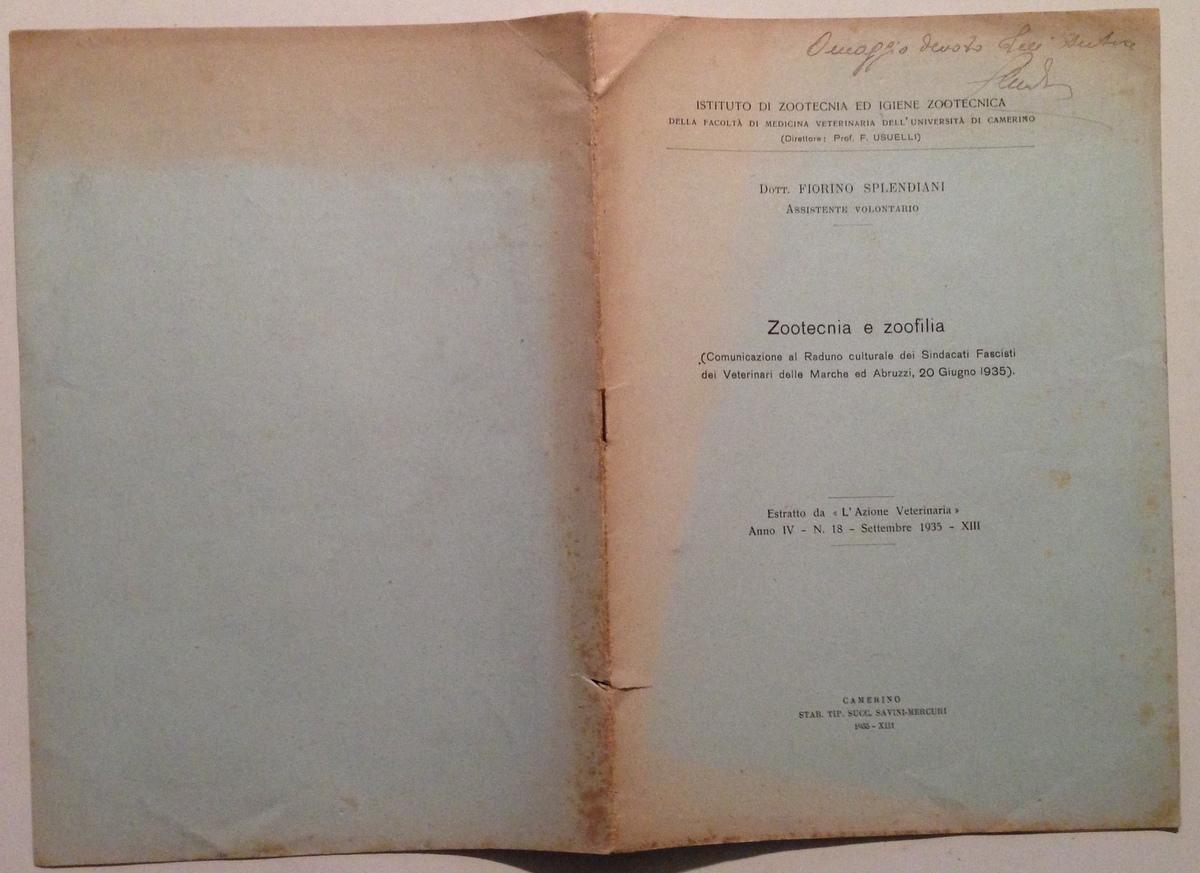 Omaggio devoto dell'Autore
ISTITUTO DI ZOOTECNIA ED IGIENE ZOOTECNICA
DELLA FACOLTÀ DI MEDICINA VETERINARIA DELL'UNIVERSITÀ DI CAMERINO
(Direttore: Prof. F. USUELLI)
DOTT. FIORINO SPLENDIANI
ASSISTENTE VOLONTARIO
Zootecnia e zoofilia
(Comunicazione al Raduno culturale dei Sindacati Fascisti
dei Veterinari delle Marche ed Abruzzi, 20 Giugno 1935).
Estratto da « L'Azione Veterinaria »
Anno IV - N. 18 - Settembre 1935 - XIII
CAMERINO
STAB. TIP. SUCC. SAVINI-MERCURI
1935 - XIII